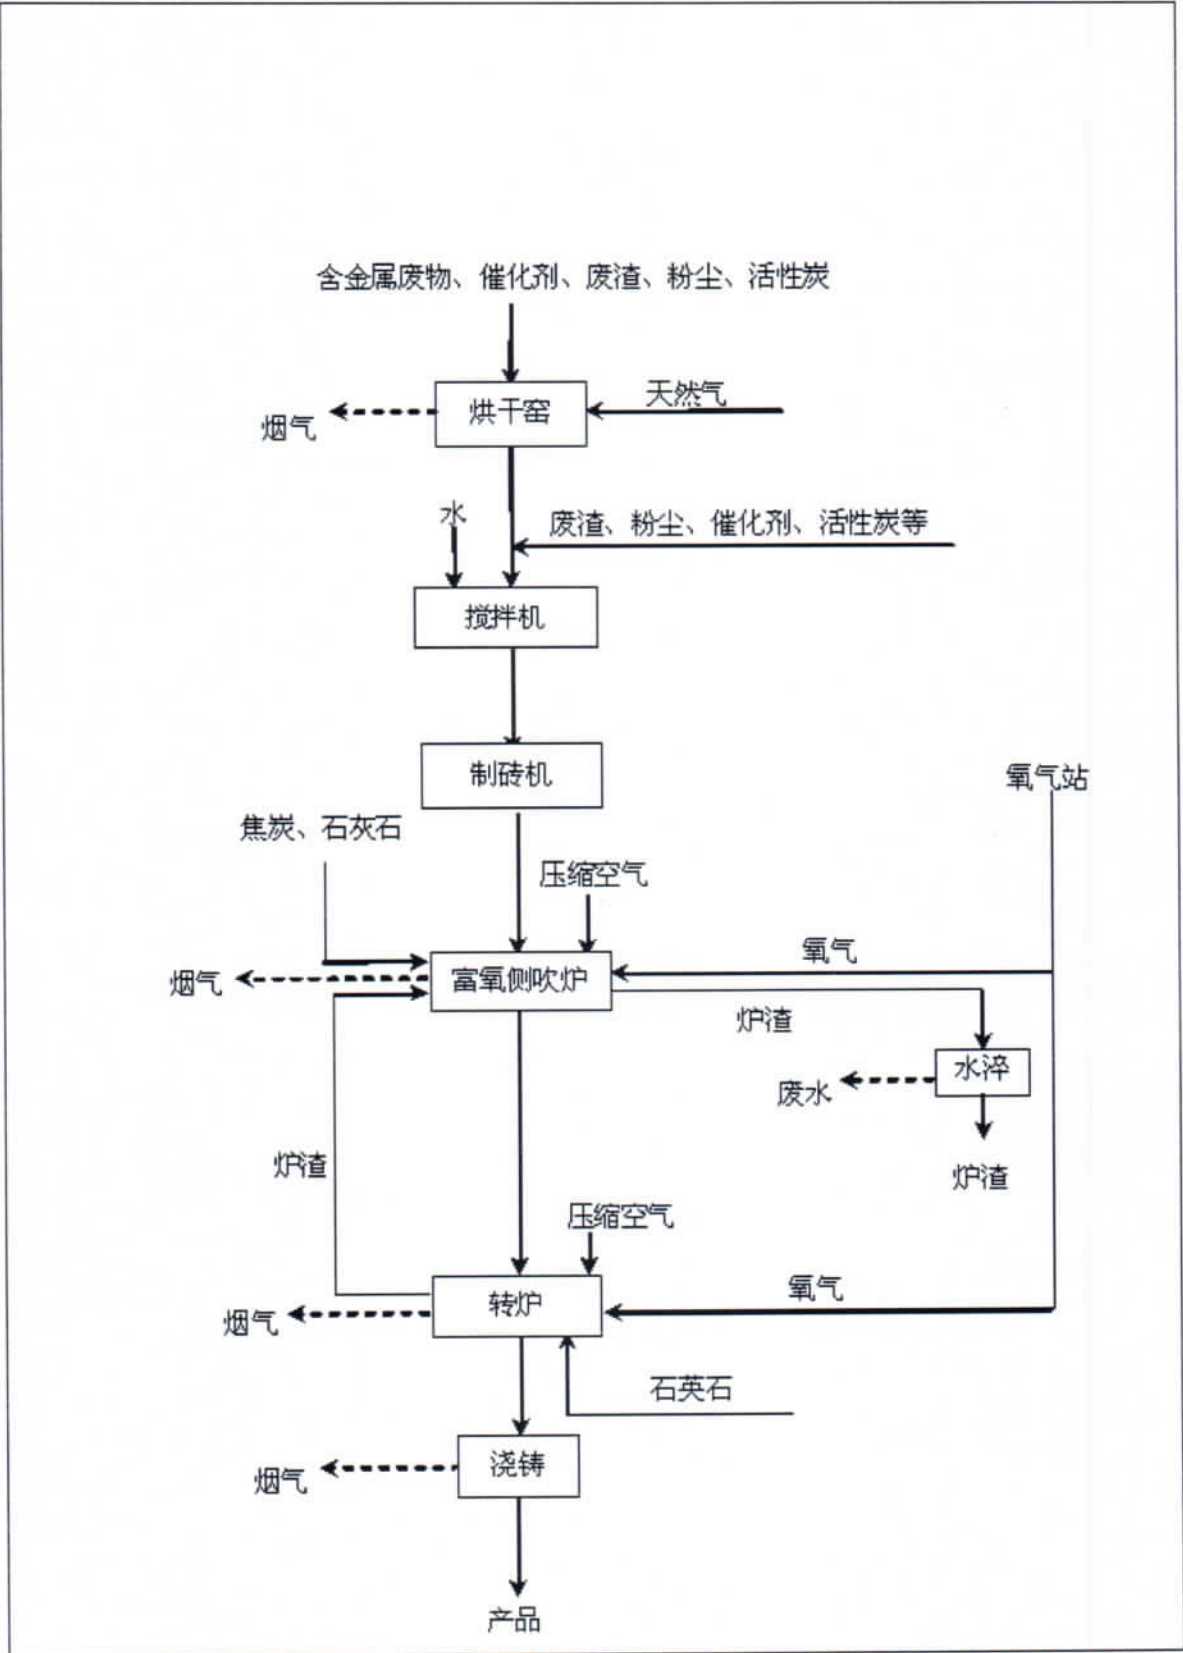 含金属废物、催化剂、废渣、粉尘、活性炭
天然气
烘干窑
烟气
水
废渣、粉尘、催化剂、活性炭等
搅拌机
制砖机
氧气站
焦炭、石灰石
压缩空气
氧气
富氧侧吹炉
烟气
炉渣
水淬
废水
炉渣
炉渣
压缩空气
氧气
转炉
烟气
石英石
浇铸
烟气
产品